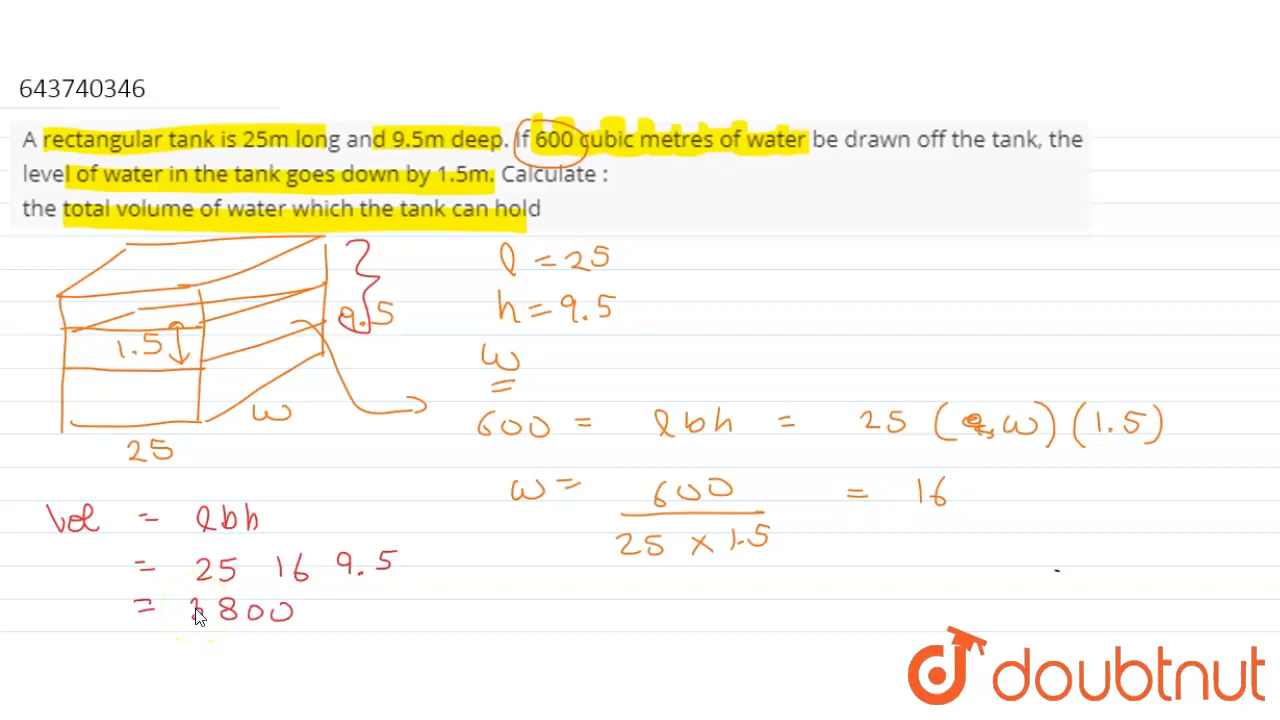 643740346
A rectangular tank is 25m long and 9.5m deep. If 600 cubic metres of water be drawn off the tank, the
level of water in the tank goes down by 1.5m. Calculate :
the total volume of water which the tank can hold
l = 25
h = 9.5
w
9.5
1.5
w
25
600 = lbh = 25 (w) (1.5)
w = 600 / 25 × 1.5 = 16
Vol = lbh
= 25 16 9.5
= 3800
doubtnut